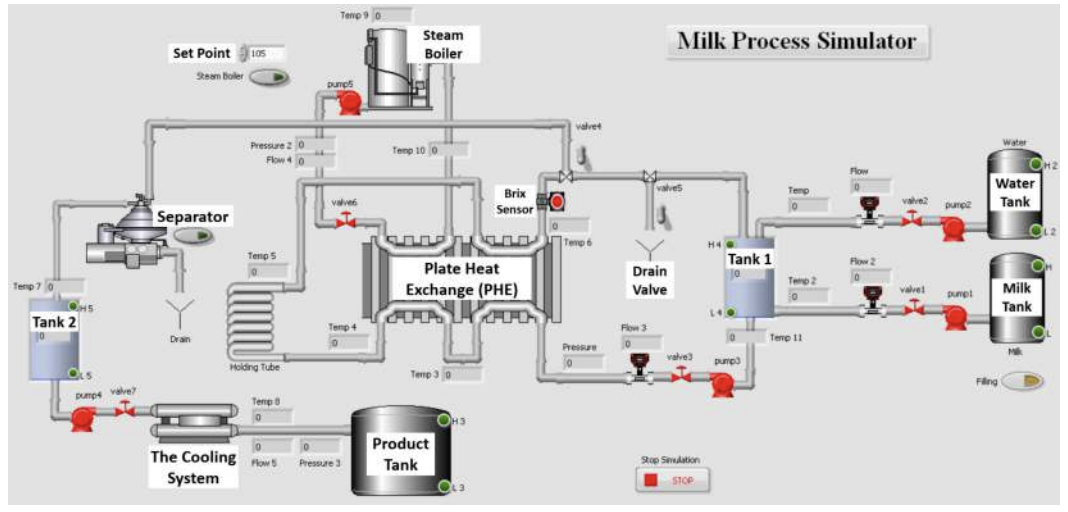 Temp 9
0
Steam
Boiler
Milk Process Simulator
Set Point
105
Steam Boiler
pump5
valve4
Pressure 2
0
Flow 4
0
Temp 10
0
Water
H 2
Water
Tank
L 2
Temp
0
Flow
0
valve2
pump2
valve5
Brix
Sensor
0
Temp 6
Separator
valve6
Temp 5
0
Plate Heat
Exchange (PHE)
Drain
Valve
H 4
Tank 1
0
L 4
Temp 2
0
Flow 2
0
valve1
pump1
H
Milk
Tank
L
Milk
Temp 7
0
H 5
Tank 2
0
L 5
Drain
Holding Tube
Temp 4
0
Temp 3
0
Pressure
0
Flow 3
0
valve3
pump3
0
Temp 11
Filling
pump4
valve7
Temp 8
0
The Cooling
System
0
Flow 5
0
Pressure 3
Product
Tank
H 3
L 3
Stop Simulation
STOP